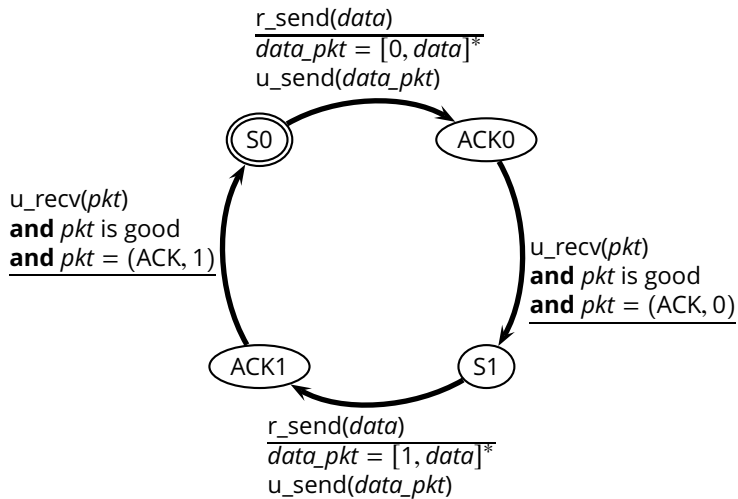 r_send(data)
data_pkt = [0, data]*
u_send(data_pkt)
S0
ACK0
u_recv(pkt)
and pkt is good
and pkt = (ACK, 1)
u_recv(pkt)
and pkt is good
and pkt = (ACK, 0)
ACK1
S1
r_send(data)
data_pkt = [1, data]*
u_send(data_pkt)